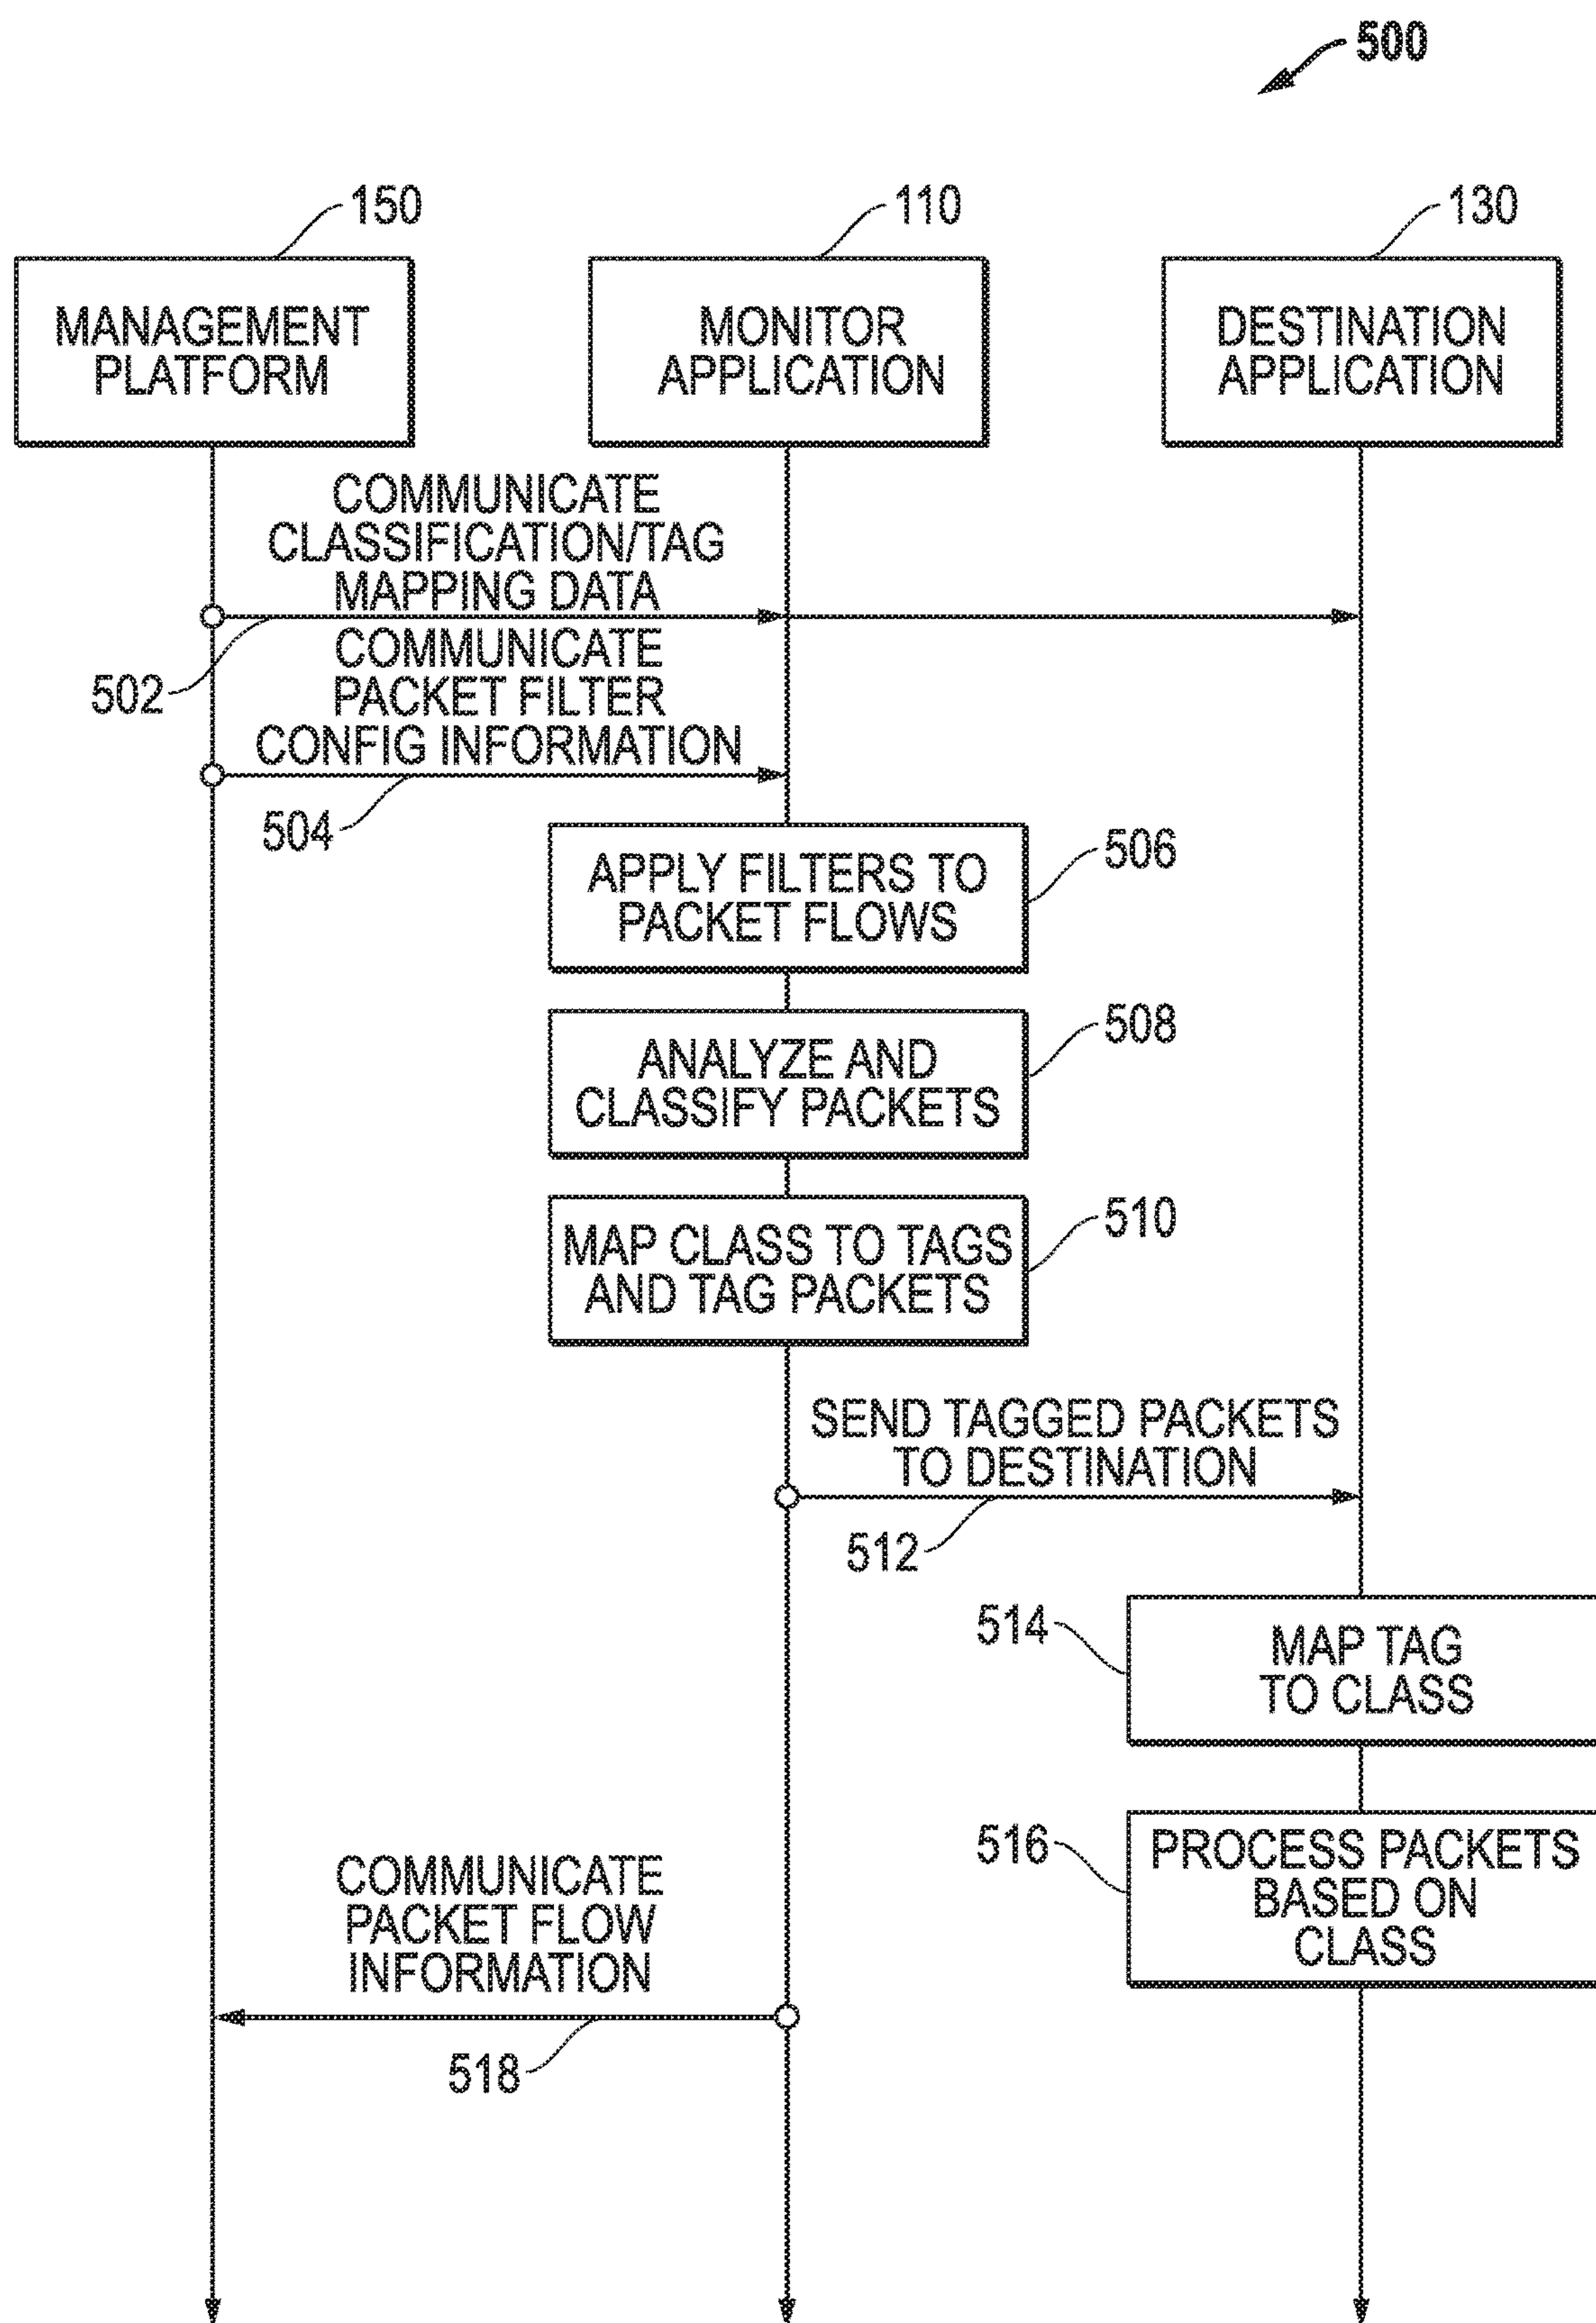 500
150
110
130
MANAGEMENT
PLATFORM
MONITOR
APPLICATION
DESTINATION
APPLICATION
COMMUNICATE
CLASSIFICATION/TAG
MAPPING DATA
502
COMMUNICATE
PACKET FILTER
CONFIG INFORMATION
504
APPLY FILTERS TO
PACKET FLOWS
506
ANALYZE AND
CLASSIFY PACKETS
508
MAP CLASS TO TAGS
AND TAG PACKETS
510
SEND TAGGED PACKETS
TO DESTINATION
512
514
MAP TAG
TO CLASS
516
PROCESS PACKETS
BASED ON
CLASS
COMMUNICATE
PACKET FLOW
INFORMATION
518